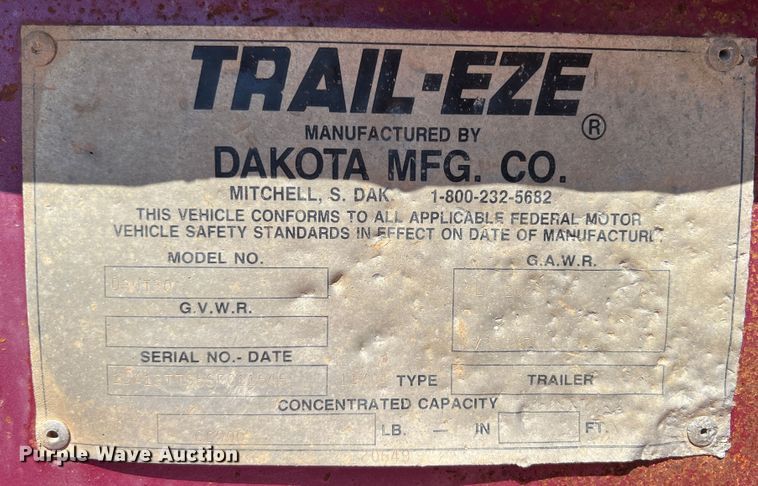 TRAIL-EZE ®
MANUFACTURED BY
DAKOTA MFG. CO.
MITCHELL, S. DAK. 1-800-232-5682
THIS VEHICLE CONFORMS TO ALL APPLICABLE FEDERAL MOTOR
VEHICLE SAFETY STANDARDS IN EFFECT ON DATE OF MANUFACTURE.
MODEL NO. G.A.W.R.
G.V.W.R.
SERIAL NO.- DATE
TYPE TRAILER
CONCENTRATED CAPACITY
LB. — IN FT.
Purple Wave Auction